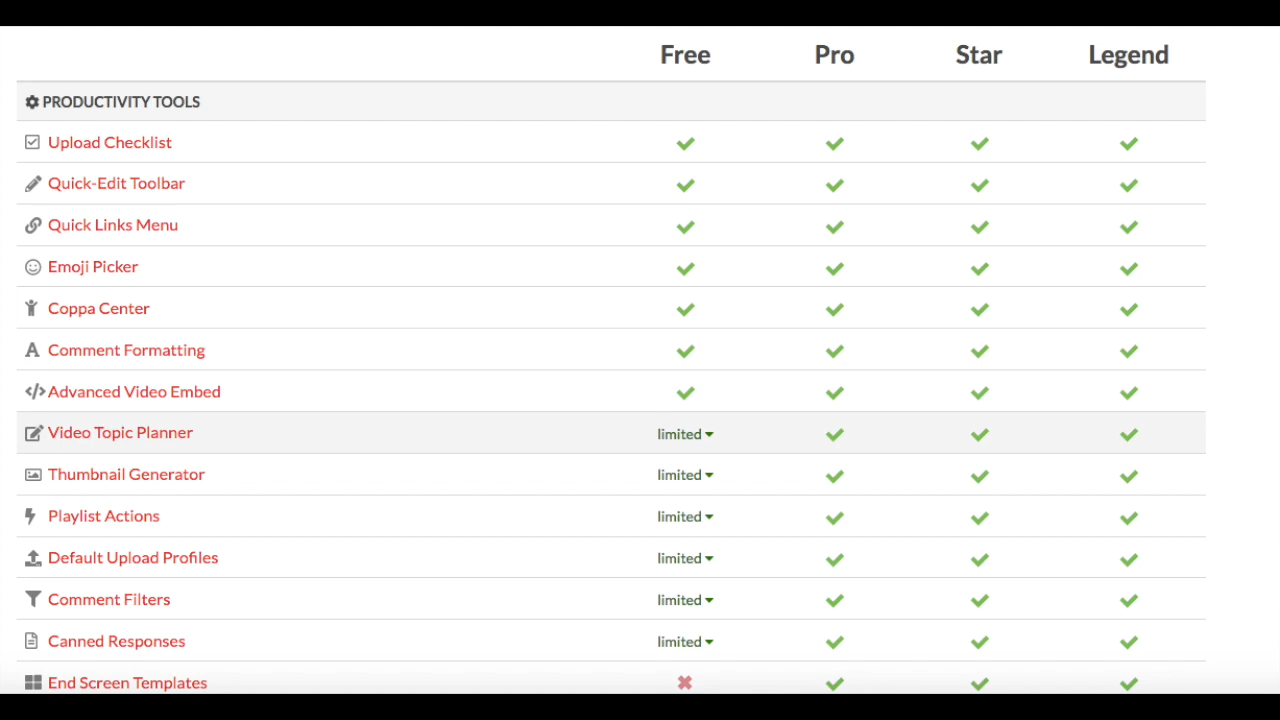 Free Pro Star Legend
PRODUCTIVITY TOOLS
Upload Checklist
Quick-Edit Toolbar
Quick Links Menu
Emoji Picker
Coppa Center
Comment Formatting
Advanced Video Embed
Video Topic Planner limited
Thumbnail Generator limited
Playlist Actions limited
Default Upload Profiles limited
Comment Filters limited
Canned Responses limited
End Screen Templates